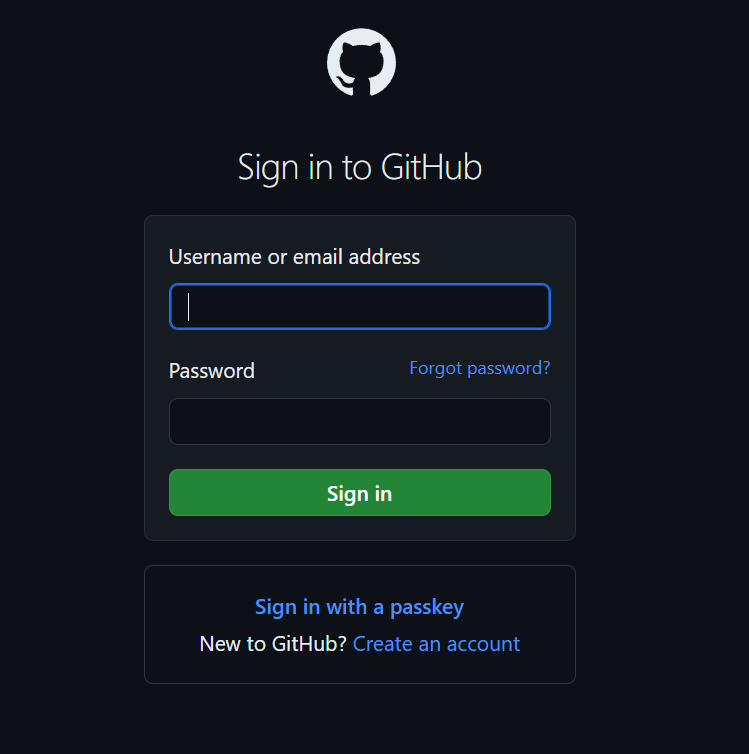 Sign in to GitHub
Username or email address
Password
Forgot password?
Sign in
Sign in with a passkey
New to GitHub? Create an account